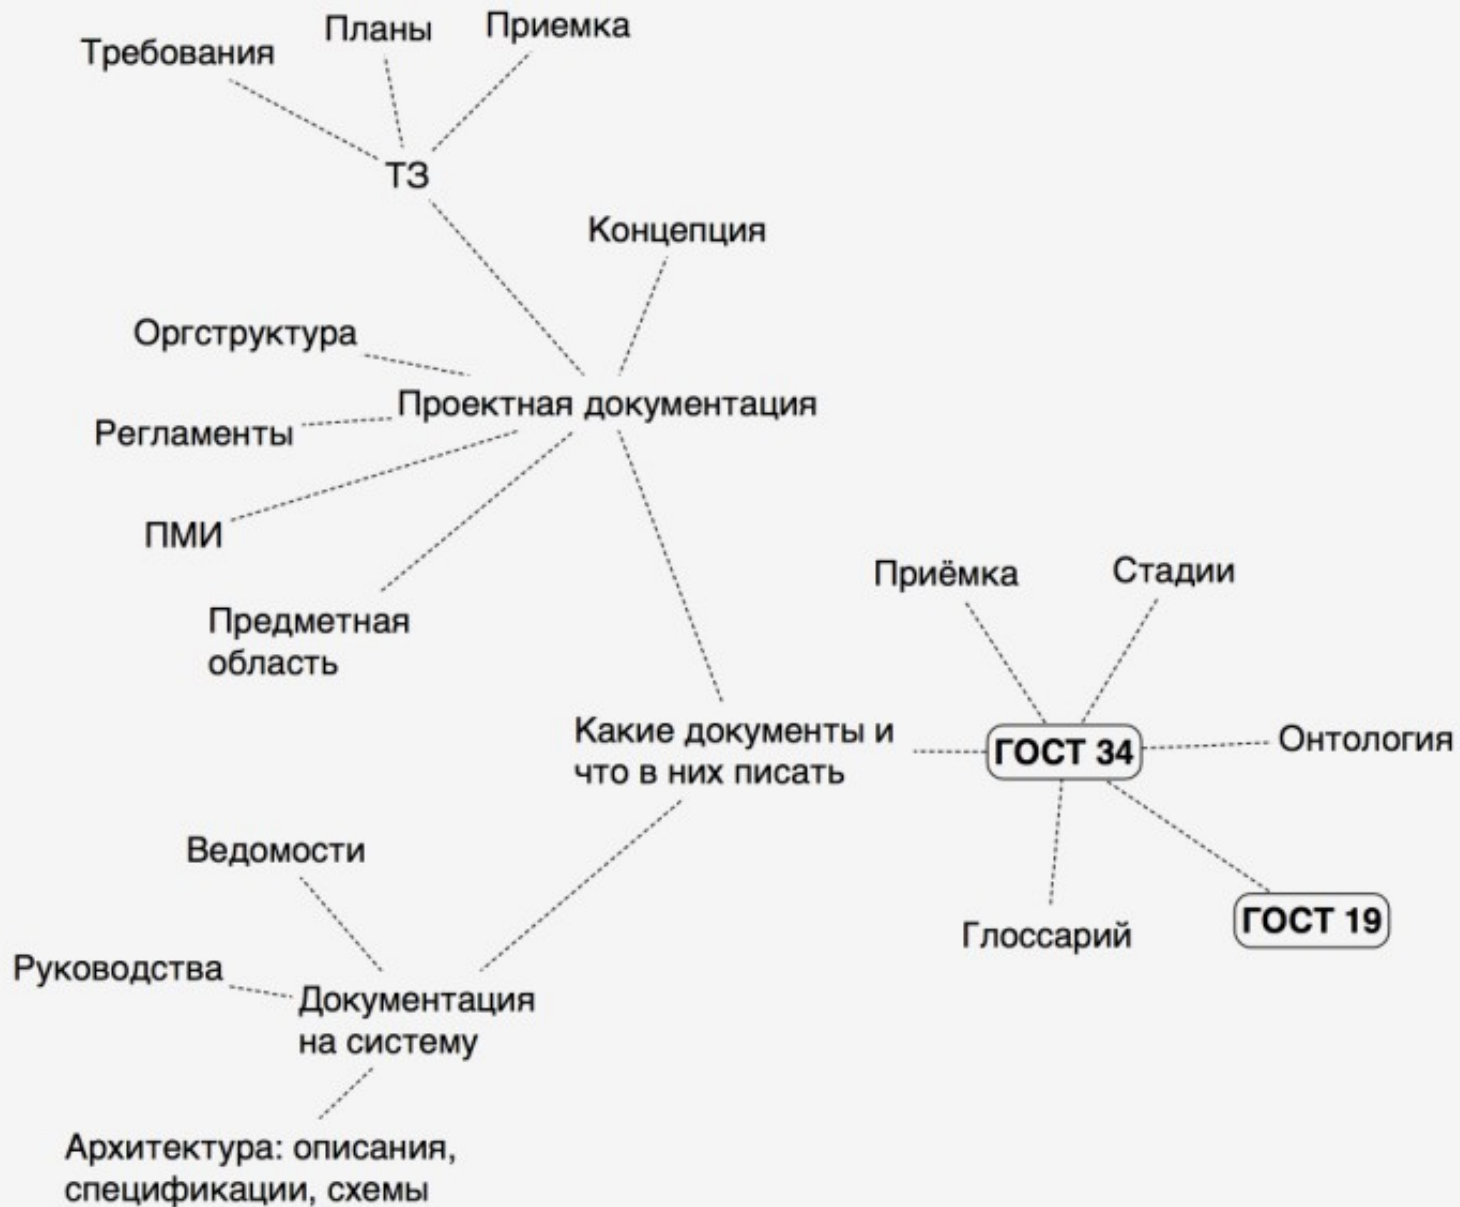 Требования
Планы
Приемка
ТЗ
Концепция
Оргструктура
Проектная документация
Регламенты
ПМИ
Предметная
область
Приёмка
Стадии
Какие документы и
что в них писать
ГОСТ 34
Онтология
Ведомости
Глоссарий
ГОСТ 19
Руководства
Документация
на систему
Архитектура: описания,
спецификации, схемы